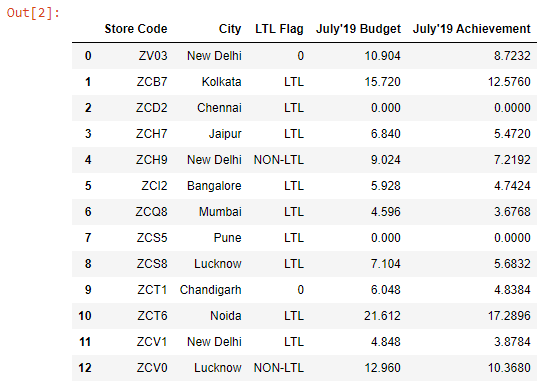 Out[2]:
Store Code City LTL Flag July'19 Budget July'19 Achievement
0 ZV03 New Delhi 0 10.904 8.7232
1 ZCB7 Kolkata LTL 15.720 12.5760
2 ZCD2 Chennai LTL 0.000 0.0000
3 ZCH7 Jaipur LTL 6.840 5.4720
4 ZCH9 New Delhi NON-LTL 9.024 7.2192
5 ZCI2 Bangalore LTL 5.928 4.7424
6 ZCQ8 Mumbai LTL 4.596 3.6768
7 ZCS5 Pune LTL 0.000 0.0000
8 ZCS8 Lucknow LTL 7.104 5.6832
9 ZCT1 Chandigarh 0 6.048 4.8384
10 ZCT6 Noida LTL 21.612 17.2896
11 ZCV1 New Delhi LTL 4.848 3.8784
12 ZCV0 Lucknow NON-LTL 12.960 10.3680